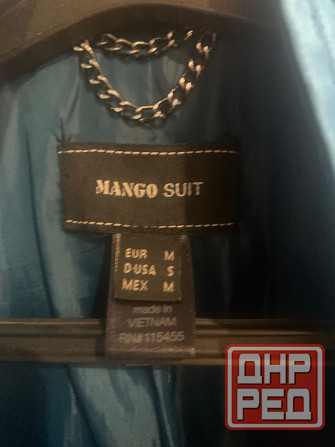 MANGO SUIT
EUR M
D·USA S
MEX M
made in
VIETNAM
RN#115455
ДНР
РЕД